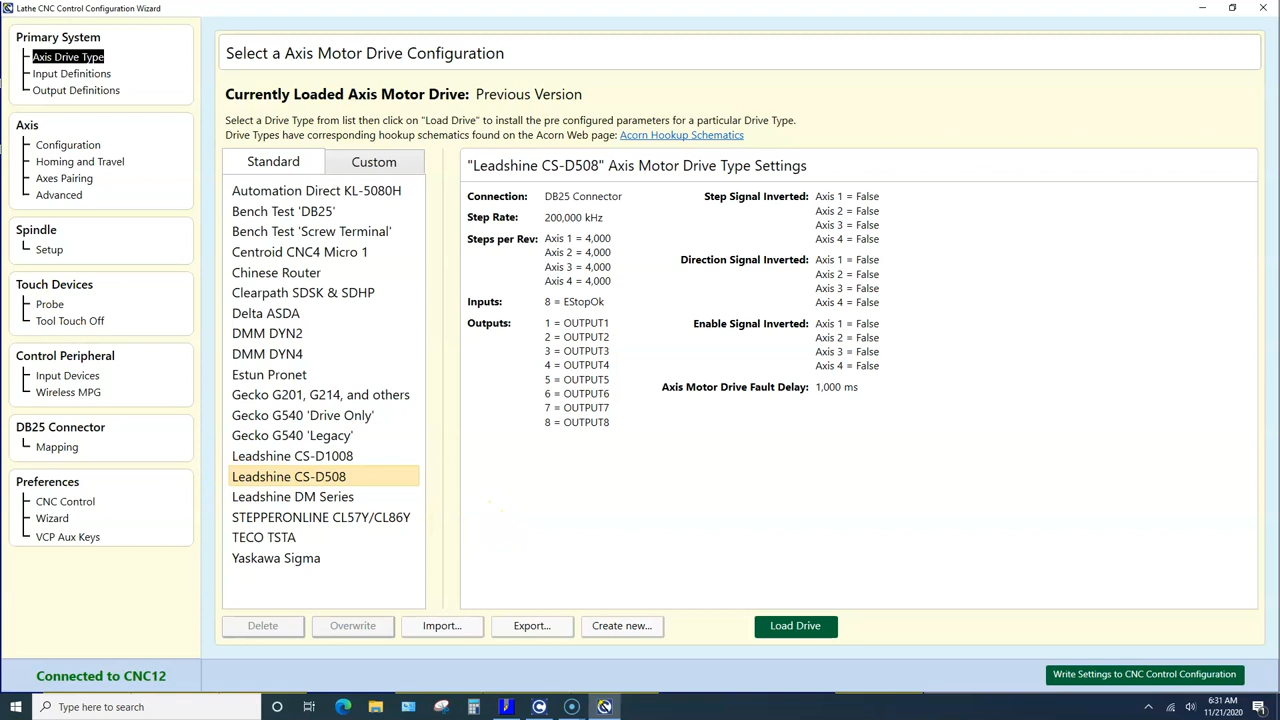 Lathe CNC Control Configuration Wizard
Primary System
Axis Drive Type
Input Definitions
Output Definitions
Axis
Configuration
Homing and Travel
Axes Pairing
Advanced
Spindle
Setup
Touch Devices
Probe
Tool Touch Off
Control Peripheral
Input Devices
Wireless MPG
DB25 Connector
Mapping
Preferences
CNC Control
Wizard
VCP Aux Keys
Connected to CNC12
Select a Axis Motor Drive Configuration
Currently Loaded Axis Motor Drive: Previous Version
Select a Drive Type from list then click on "Load Drive" to install the pre configured parameters for a particular Drive Type.
Drive Types have corresponding hookup schematics found on the Acorn Web page: Acorn Hookup Schematics
Standard
Custom
Automation Direct KL-5080H
Bench Test 'DB25'
Bench Test 'Screw Terminal'
Centroid CNC4 Micro 1
Chinese Router
Clearpath SDSK & SDHP
Delta ASDA
DMM DYN2
DMM DYN4
Estun Pronet
Gecko G201, G214, and others
Gecko G540 'Drive Only'
Gecko G540 'Legacy'
Leadshine CS-D1008
Leadshine CS-D508
Leadshine DM Series
STEPPERONLINE CL57Y/CL86Y
TECO TSTA
Yaskawa Sigma
"Leadshine CS-D508" Axis Motor Drive Type Settings
Connection: DB25 Connector
Step Rate: 200,000 kHz
Steps per Rev: Axis 1 = 4,000
Axis 2 = 4,000
Axis 3 = 4,000
Axis 4 = 4,000
Inputs: 8 = EStopOk
Outputs: 1 = OUTPUT1
2 = OUTPUT2
3 = OUTPUT3
4 = OUTPUT4
5 = OUTPUT5
6 = OUTPUT6
7 = OUTPUT7
8 = OUTPUT8
Step Signal Inverted: Axis 1 = False
Axis 2 = False
Axis 3 = False
Axis 4 = False
Direction Signal Inverted: Axis 1 = False
Axis 2 = False
Axis 3 = False
Axis 4 = False
Enable Signal Inverted: Axis 1 = False
Axis 2 = False
Axis 3 = False
Axis 4 = False
Axis Motor Drive Fault Delay: 1,000 ms
Delete
Overwrite
Import...
Export...
Create new...
Load Drive
Write Settings to CNC Control Configuration
Type here to search
6:31 AM
11/21/2020